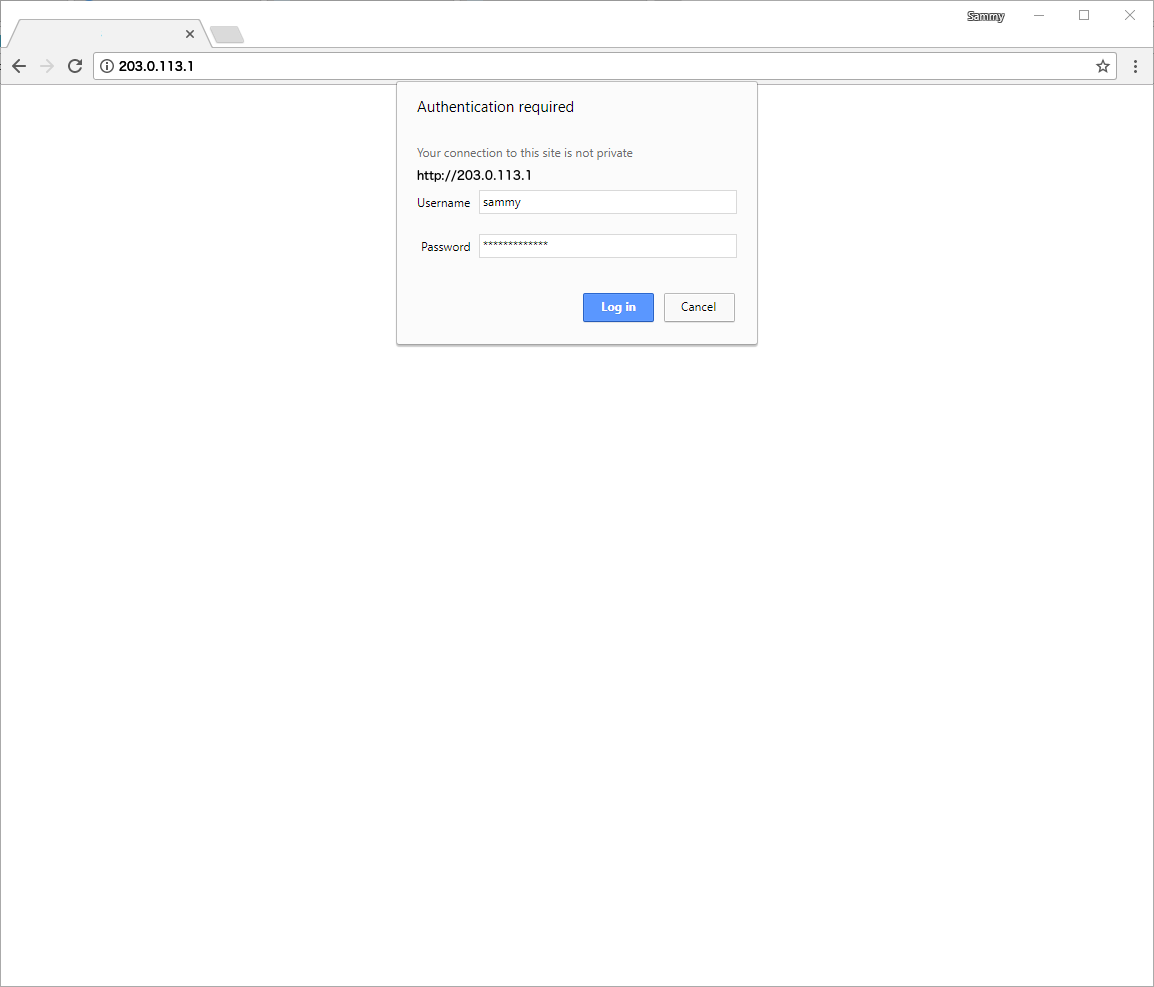 Sammy
203.0.113.1
Authentication required
Your connection to this site is not private
http://203.0.113.1
Username sammy
Password *************
Log in Cancel